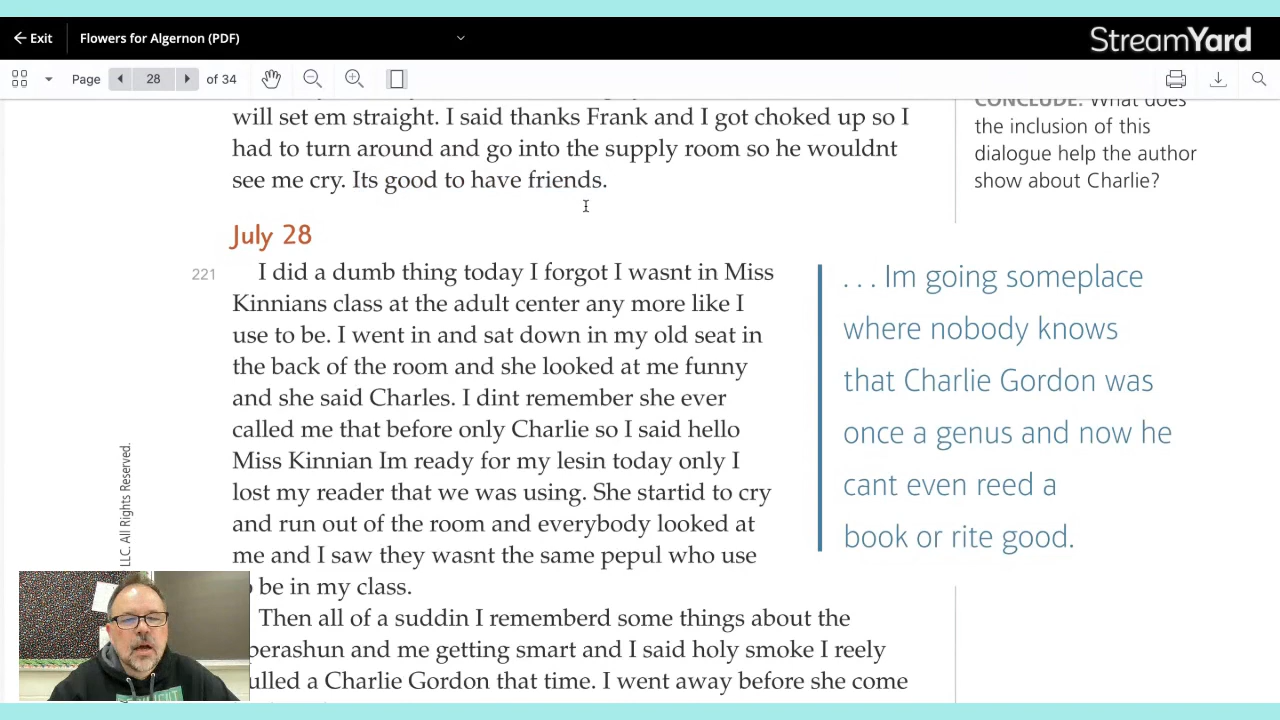 Exit
Flowers for Algernon (PDF)
StreamYard
Page 28 of 34
will set em straight. I said thanks Frank and I got choked up so I
had to turn around and go into the supply room so he wouldnt
see me cry. Its good to have friends.
CONCLUDE: What does
the inclusion of this
dialogue help the author
show about Charlie?
July 28
221
I did a dumb thing today I forgot I wasnt in Miss
Kinnians class at the adult center any more like I
use to be. I went in and sat down in my old seat in
the back of the room and she looked at me funny
and she said Charles. I dint remember she ever
called me that before only Charlie so I said hello
Miss Kinnian Im ready for my lesin today only I
lost my reader that we was using. She startid to cry
and run out of the room and everybody looked at
me and I saw they wasnt the same pepul who use
be in my class.
Then all of a suddin I rememberd some things about the
perashun and me getting smart and I said holy smoke I reely
ulled a Charlie Gordon that time. I went away before she come
. . . Im going someplace
where nobody knows
that Charlie Gordon was
once a genus and now he
cant even reed a
book or rite good.
LLC. All Rights Reserved.